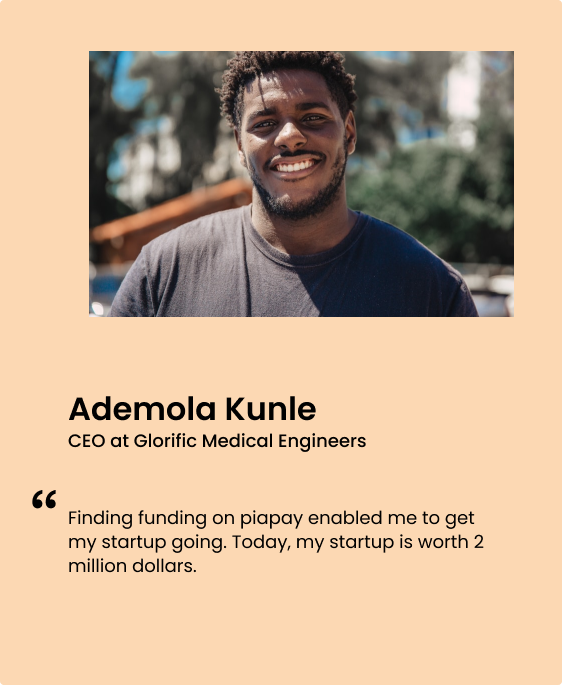 Ademola Kunle
CEO at Glorific Medical Engineers
“
Finding funding on piapay enabled me to get
my startup going. Today, my startup is worth 2
million dollars.